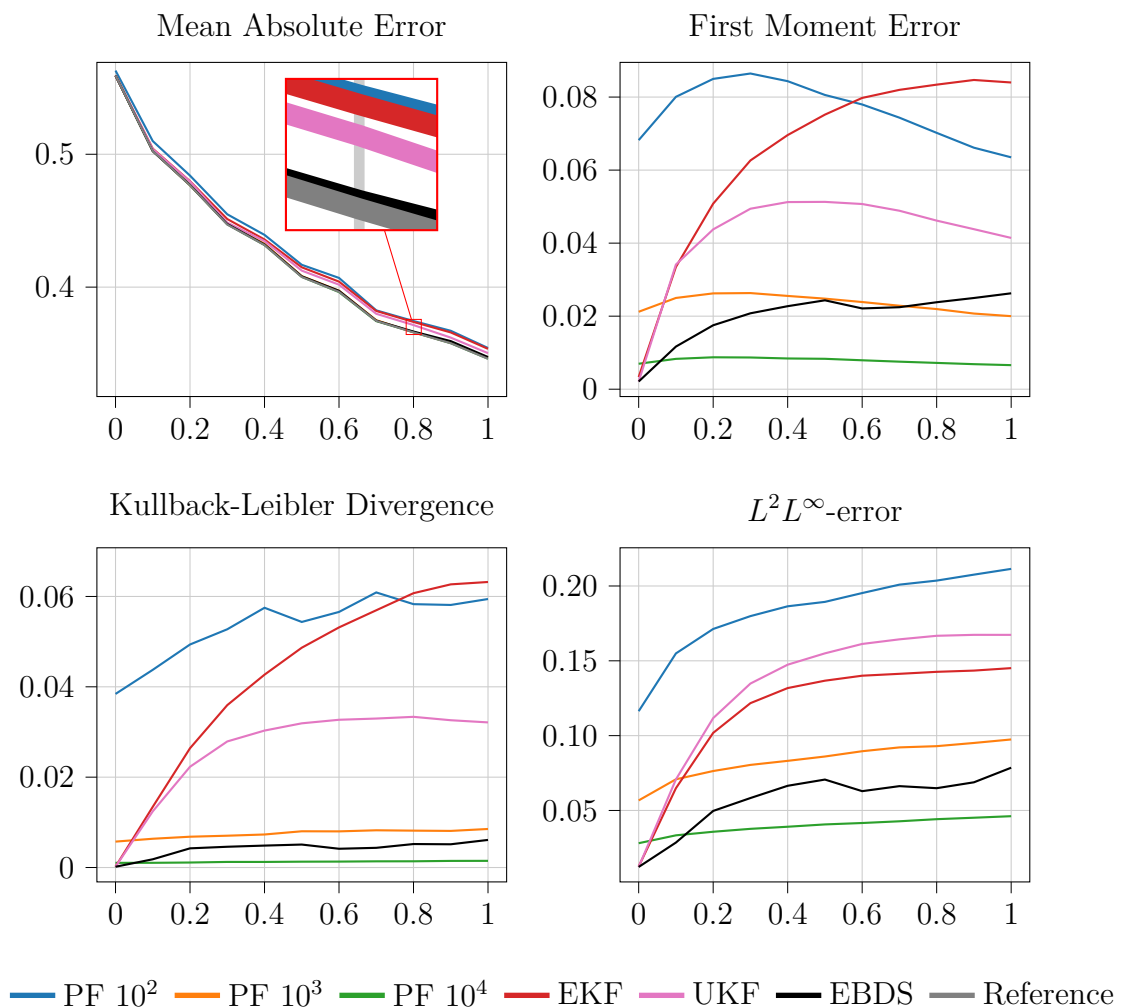 Mean Absolute Error
First Moment Error
0.5
0.4
0 0.2 0.4 0.6 0.8 1
0.08
0.06
0.04
0.02
0
0 0.2 0.4 0.6 0.8 1
Kullback-Leibler Divergence
L²L∞-error
0.06
0.04
0.02
0
0 0.2 0.4 0.6 0.8 1
0.20
0.15
0.10
0.05
0 0.2 0.4 0.6 0.8 1
PF 10² PF 10³ PF 10⁴ EKF UKF EBDS Reference